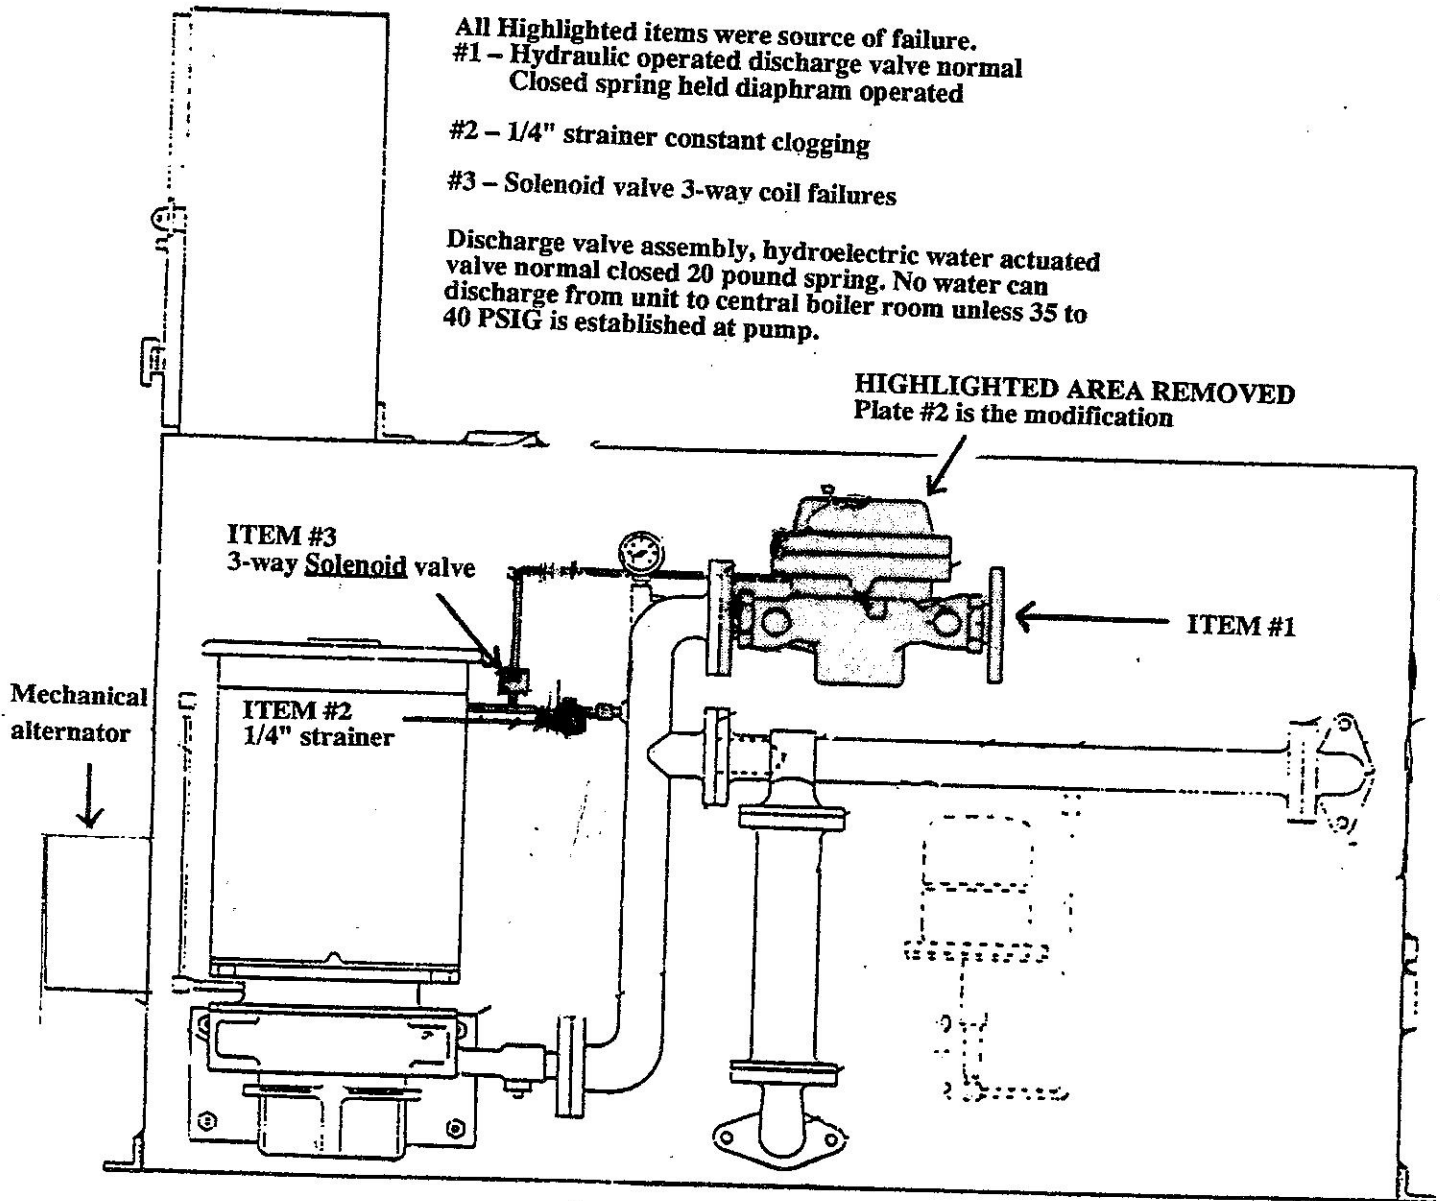 All Highlighted items were source of failure.
#1 – Hydraulic operated discharge valve normal
Closed spring held diaphram operated
#2 – 1/4" strainer constant clogging
#3 – Solenoid valve 3-way coil failures
Discharge valve assembly, hydroelectric water actuated
valve normal closed 20 pound spring. No water can
discharge from unit to central boiler room unless 35 to
40 PSIG is established at pump.
HIGHLIGHTED AREA REMOVED
Plate #2 is the modification
ITEM #3
3-way Solenoid valve
ITEM #1
Mechanical
alternator
ITEM #2
1/4" strainer